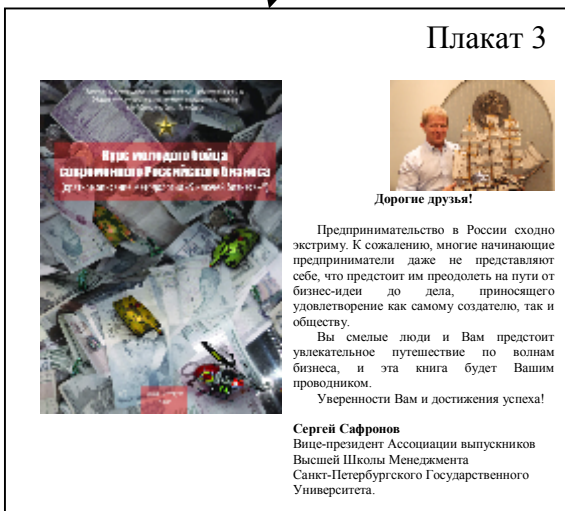 Плакат 3
Курс молодого бойца
современного Российского бизнеса
Дорогие друзья!
Предпринимательство в России сходно
экстриму. К сожалению, многие начинающие
предприниматели даже не представляют
себе, что предстоит им преодолеть на пути от
бизнес-идеи до дела, приносящего
удовлетворение как самому создателю, так и
обществу.
Вы смелые люди и Вам предстоит
увлекательное путешествие по волнам
бизнеса, и эта книга будет Вашим
проводником.
Уверенности Вам и достижения успеха!
Сергей Сафронов
Вице-президент Ассоциации выпускников
Высшей Школы Менеджмента
Санкт-Петербургского Государственного
Университета.